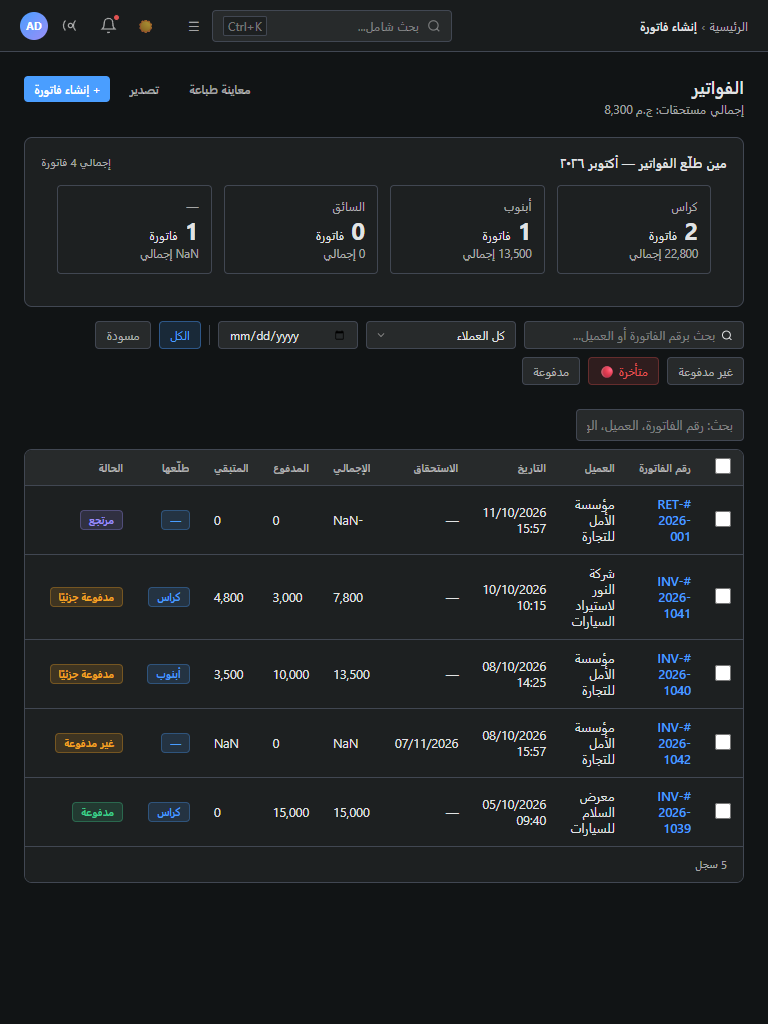 الرئيسية › إنشاء فاتورة
بحث شامل...
Ctrl+K
AD
الفواتير
إجمالي مستحقات: ج.م 8,300
معاينة طباعة
تصدير
+ إنشاء فاتورة
مين طلّع الفواتير — أكتوبر ٢٠٢٦
إجمالي 4 فاتورة
كراس
2 فاتورة
22,800 إجمالي
أبنوب
1 فاتورة
13,500 إجمالي
السائق
0 فاتورة
0 إجمالي
—
1 فاتورة
NaN إجمالي
بحث برقم الفاتورة أو العميل...
كل العملاء
mm/dd/yyyy
الكل
مسودة
غير مدفوعة
متأخرة
مدفوعة
بحث: رقم الفاتورة، العميل، الـ
رقم الفاتورة العميل التاريخ الاستحقاق الإجمالي المدفوع المتبقي طلّعها الحالة
RET-#
2026-
001
مؤسسة
الأمل
للتجارة
11/10/2026
15:57
—
NaN-
0
0
—
مرتجع
INV-#
2026-
1041
شركة
النور
لاستيراد
السيارات
10/10/2026
10:15
—
7,800
3,000
4,800
كراس
مدفوعة جزئيًا
INV-#
2026-
1040
مؤسسة
الأمل
للتجارة
08/10/2026
14:25
—
13,500
10,000
3,500
أبنوب
مدفوعة جزئيًا
INV-#
2026-
1042
مؤسسة
الأمل
للتجارة
08/10/2026
15:57
07/11/2026
NaN
0
NaN
—
غير مدفوعة
INV-#
2026-
1039
معرض
السلام
للسيارات
05/10/2026
09:40
—
15,000
15,000
0
كراس
مدفوعة
5 سجل